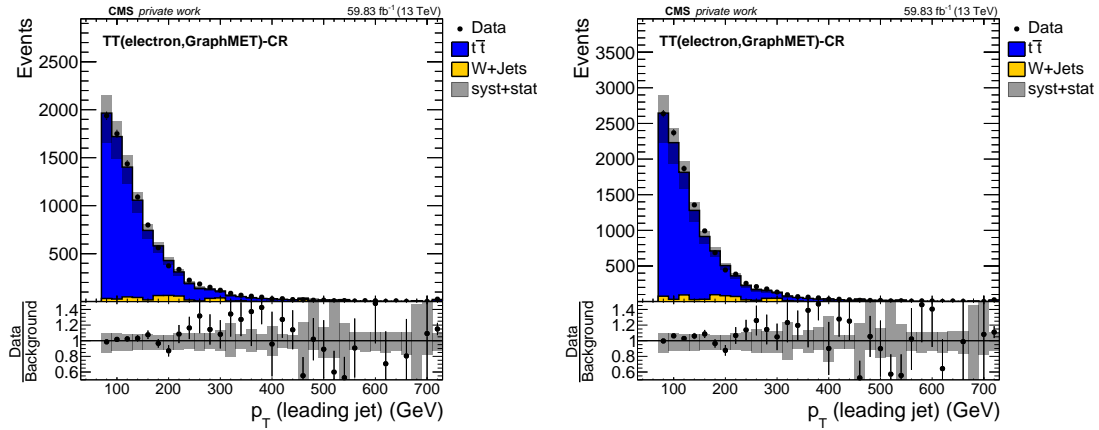 CMS private work 59.83 fb⁻¹ (13 TeV)
TT(electron,GraphMET)-CR
Data
tt̅
W+Jets
syst+stat
Events
2500
2000
1500
1000
500
Data
Background
1.4
1.2
1
0.8
0.6
100 200 300 400 500 600 700
p_T (leading jet) (GeV)
CMS private work 59.83 fb⁻¹ (13 TeV)
TT(electron,GraphMET)-CR
Data
tt̅
W+Jets
syst+stat
Events
3500
3000
2500
2000
1500
1000
500
Data
Background
1.4
1.2
1
0.8
0.6
100 200 300 400 500 600 700
p_T (leading jet) (GeV)